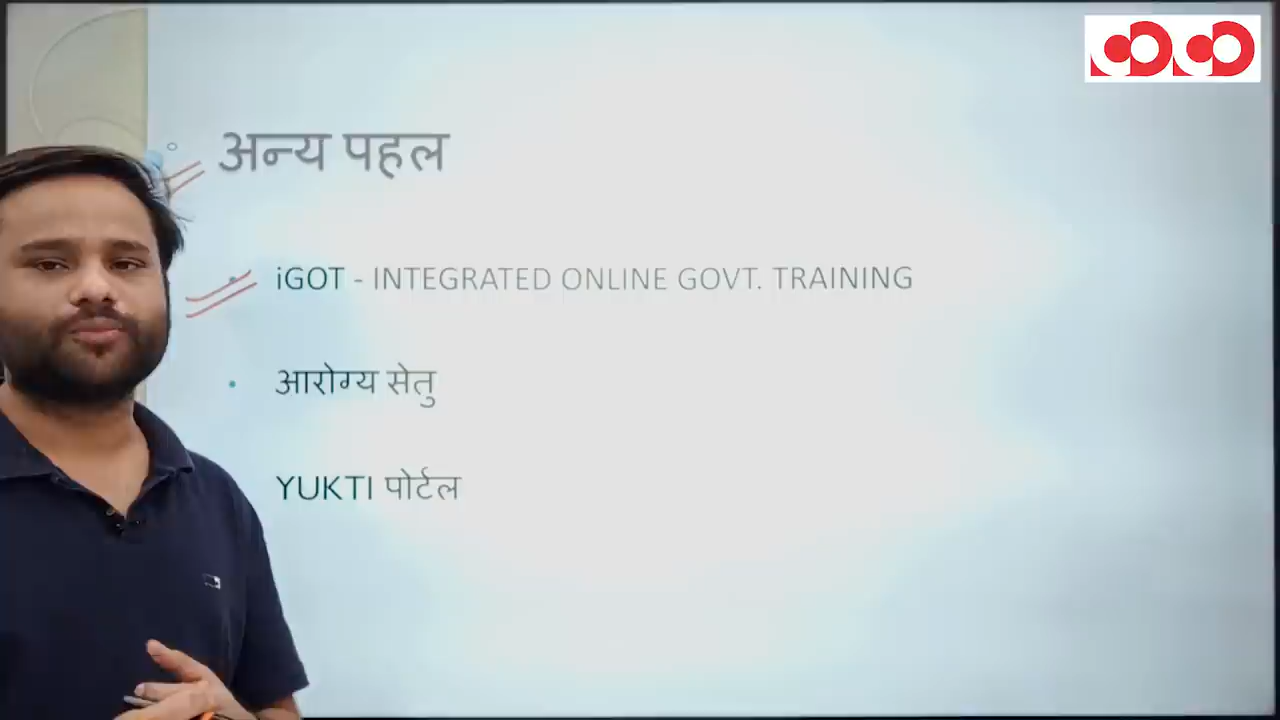 अन्य पहल
iGOT - INTEGRATED ONLINE GOVT. TRAINING
आरोग्य सेतु
YUKTI पोर्टल